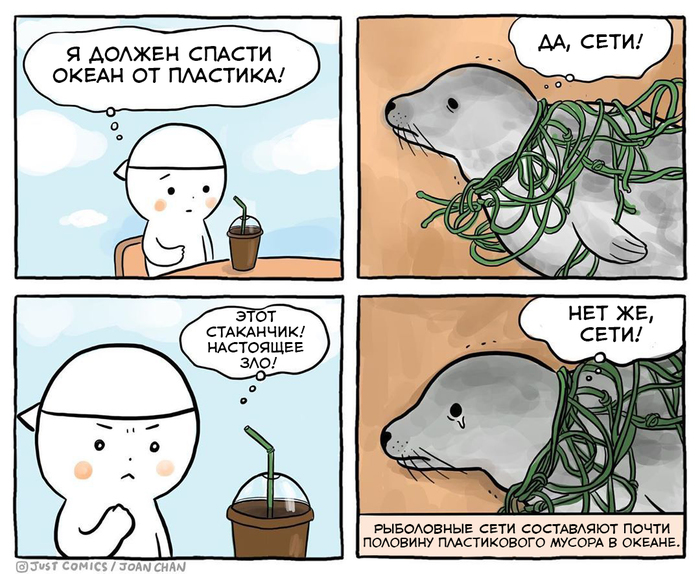 Я ДОЛЖЕН СПАСТИ
ОКЕАН ОТ ПЛАСТИКА!
ДА, СЕТИ!
ЭТОТ
СТАКАНЧИК!
НАСТОЯЩЕЕ
ЗЛО!
НЕТ ЖЕ,
СЕТИ!
РЫБОЛОВНЫЕ СЕТИ СОСТАВЛЯЮТ ПОЧТИ
ПОЛОВИНУ ПЛАСТИКОВОГО МУСОРА В ОКЕАНЕ.
@JUST COMICS / JOAN CHAN